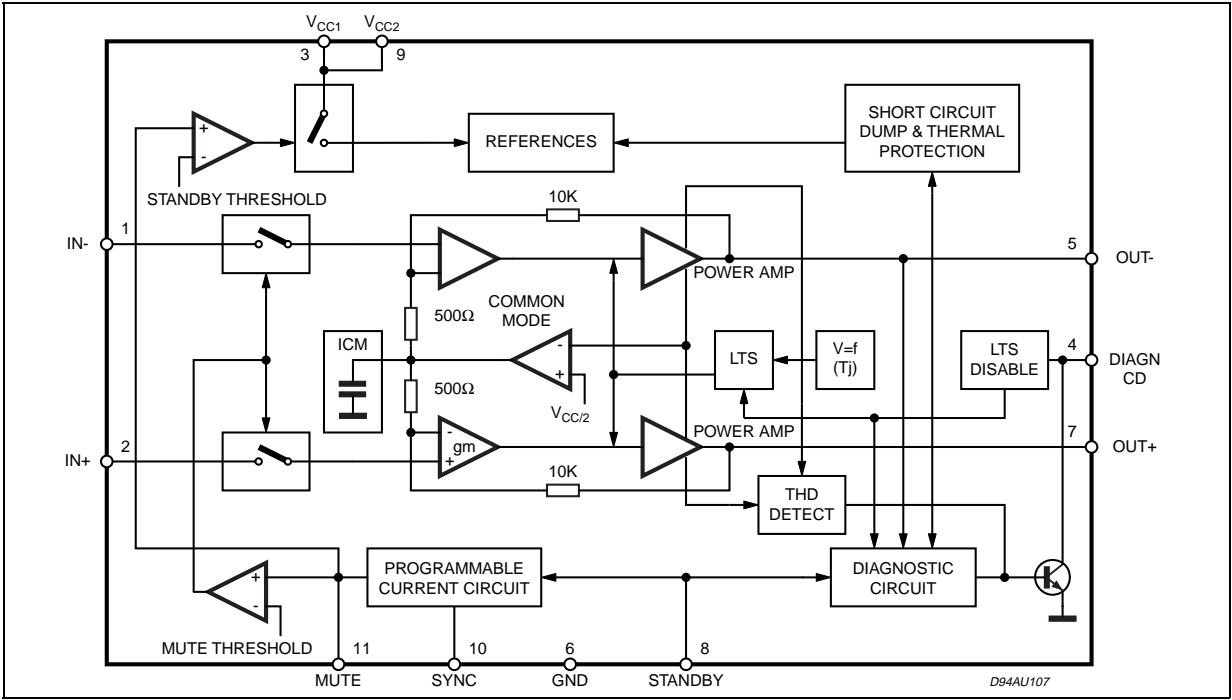 VCC1 VCC2
3 9
SHORT CIRCUIT
DUMP & THERMAL
PROTECTION
+
-
REFERENCES
STANDBY THRESHOLD
10K
1
IN-
5
OUT-
POWER AMP
500Ω
COMMON
MODE
ICM
-
+
LTS
V=f
(Tj)
LTS
DISABLE
4
DIAGN
CD
500Ω
VCC/2
POWER AMP
7
OUT+
2
IN+
-
gm
+
10K
THD
DETECT
PROGRAMMABLE
CURRENT CIRCUIT
DIAGNOSTIC
CIRCUIT
+
-
MUTE THRESHOLD
11 10 6 8
MUTE SYNC GND STANDBY
D94AU107